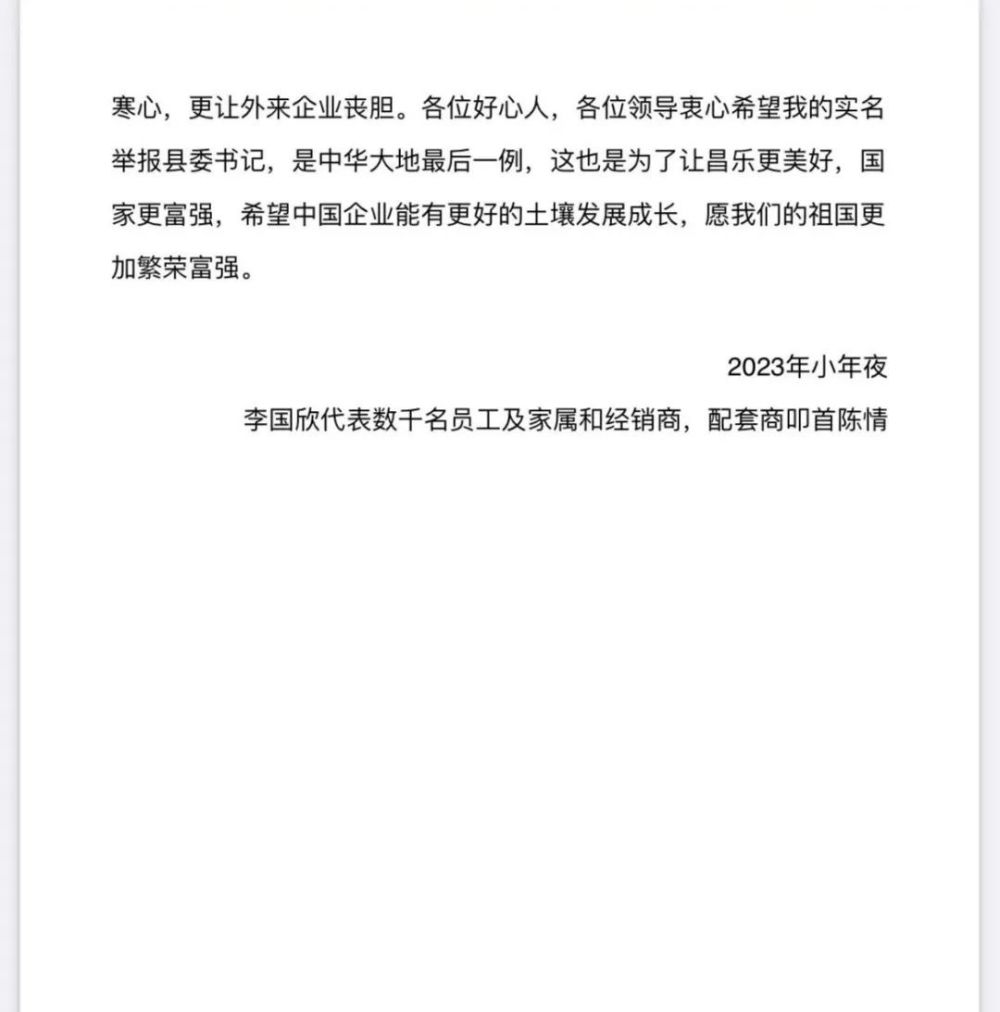 寒心，更让外来企业丧胆。各位好心人，各位领导衷心希望我的实名
举报县委书记，是中华大地最后一例，这也是为了让昌乐更美好，国
家更富强，希望中国企业能有更好的土壤发展成长，愿我们的祖国更
加繁荣富强。
2023年小年夜
李国欣代表数千名员工及家属和经销商，配套商叩首陈情